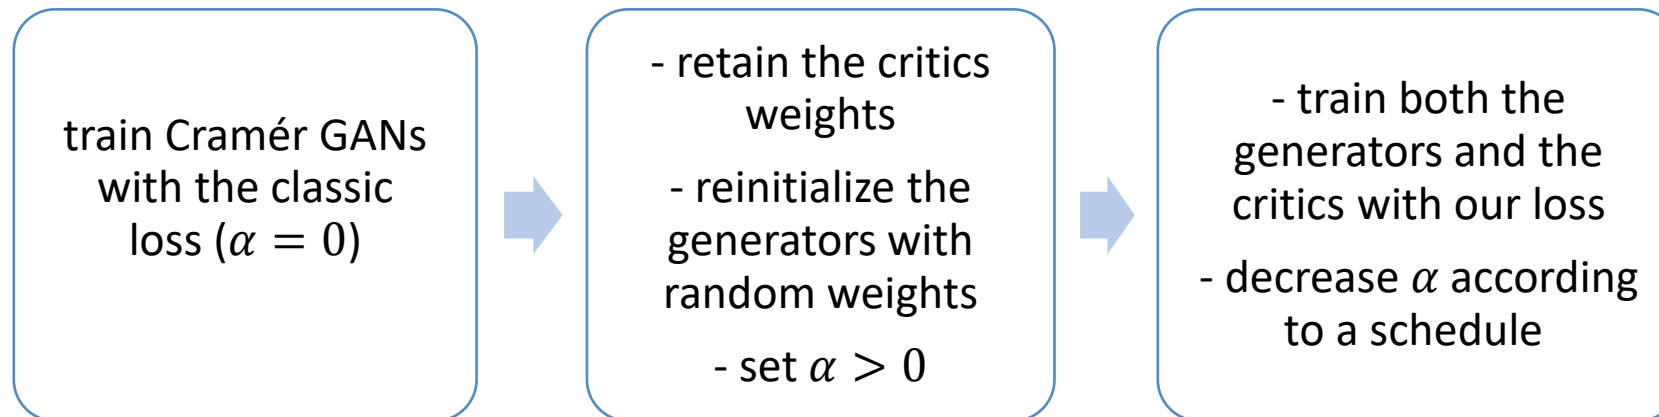 train Cramér GANs
with the classic
loss (𝛼 = 0)
- retain the critics
weights
- reinitialize the
generators with
random weights
- set 𝛼 > 0
- train both the
generators and the
critics with our loss
- decrease 𝛼 according
to a schedule